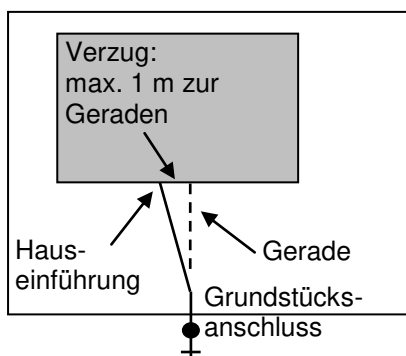 Verzug:
max. 1 m zur
Geraden
Haus-
einführung
Gerade
Grundstücks-
anschluss